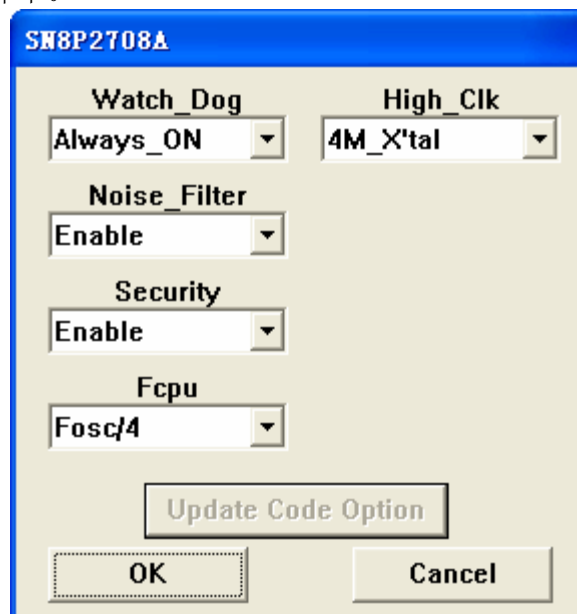 SN8P2708A
Watch_Dog High_Clk
Always_ON 4M_X'tal
Noise_Filter
Enable
Security
Enable
Fcpu
Fosc/4
Update Code Option
OK Cancel